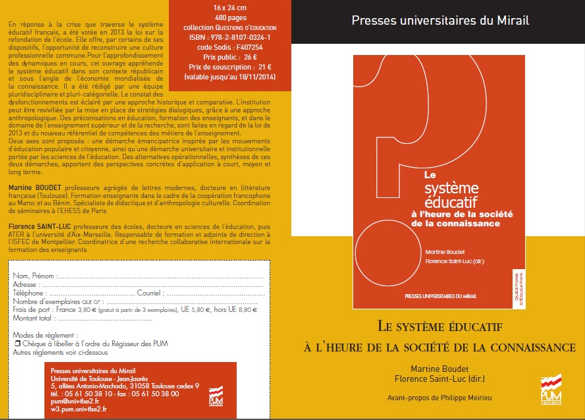 En réponse à la crise que traverse le système
éducatif français, a été votée en 2013 la loi sur la
refondation de l'Ecole. Elle offre, par certains de ses
dispositifs, l'opportunité de reconstruire une culture
professionnelle commune.Pour l'approfondissement
des dynamiques en cours, cet ouvrage appréhende
le système éducatif dans son contexte républicain
et sous l'angle de l'économie mondialisée de
la connaissance. Il a été rédigé par une équipe
pluridisciplinaire et pluri-catégorielle. Le constat des
dysfonctionnements est éclairé par une approche historique et comparative. L'institution
peut être revivifiée par la mise en place de stratégies dialogiques, grâce à une approche
anthropologique. Des préconisations en éducation, formation des enseignants, et dans le
domaine de l'enseignement supérieur et de la recherche, sont faites en regard de la loi de
2013 et du nouveau référentiel de compétences des métiers de l'enseignement.
Deux axes sont proposés : une démarche émancipatrice inspirée par les mouvements
d'éducation populaire et citoyenne, ainsi qu'une démarche universitaire et institutionnelle
portée par les sciences de l'éducation. Des alternatives opérationnelles, synthèses de ces
deux démarches, apportent des perspectives concrètes d'application à court, moyen et
long terme.
Martine BOUDET professeure agrégée de lettres modernes, docteure en littérature
française (Toulouse). Formation enseignante dans le cadre de la coopération francophone
au Maroc et au Bénin. Spécialiste de didactique et d'anthropologie culturelle. Coordination
de séminaires à l'EHESS de Paris
Florence SAINT-LUC professeure des écoles, docteure en sciences de l'éducation, puis
ATER à l'université d'Aix-Marseille. Responsable de formation et adjointe de direction à
l'ISFEC de Montpellier. Coordinatrice d'une recherche collaborative internationale sur la
formation des enseignants
16 x 24 cm
480 pages
collection QUESTIONS D'EDUCATION
ISBN : 978-2-8107-0324-1
code Sodis : F407254
Prix public : 26 €
Prix de souscription : 21 €
(valable jusqu'au 18/11/2014)
Nom, Prénom :
Adresse :
Téléphone : Courriel :
Nombre d'exemplaires QUE 07 :
Frais de port : France 3,80 € (gratuit à partir de 3 exemplaires), UE 5,80 €, hors UE 8,80 €
Montant total :
Modes de règlement :
❒ Chèque à libeller à l'ordre du Régisseur des PUM
Autres règlements voir ci-dessous
Presses universitaires du Mirail
Université de Toulouse - Jean-Jaurès
5, allées Antonio-Machado, 31058 Toulouse cedex 9
tél. : 05 61 50 38 10 - fax : 05 61 50 38 00
pum@univ-tlse2.fr
w3.pum.univ-tlse2.fr
PUM
Presses universitaires du Mirail
?
Le
système
éducatif
à l'heure de la société
de la connaissance
Martine Boudet
Florence Saint-Luc (dir.)
PRESSES UNIVERSITAIRES DU MIRAIL
QUESTIONS
D'ÉDUCATION
LE SYSTÈME ÉDUCATIF
À L'HEURE DE LA SOCIÉTÉ DE LA CONNAISSANCE
Martine Boudet
Florence Saint-Luc (dir.)
Avant-propos de Philippe Meirieu
PUM